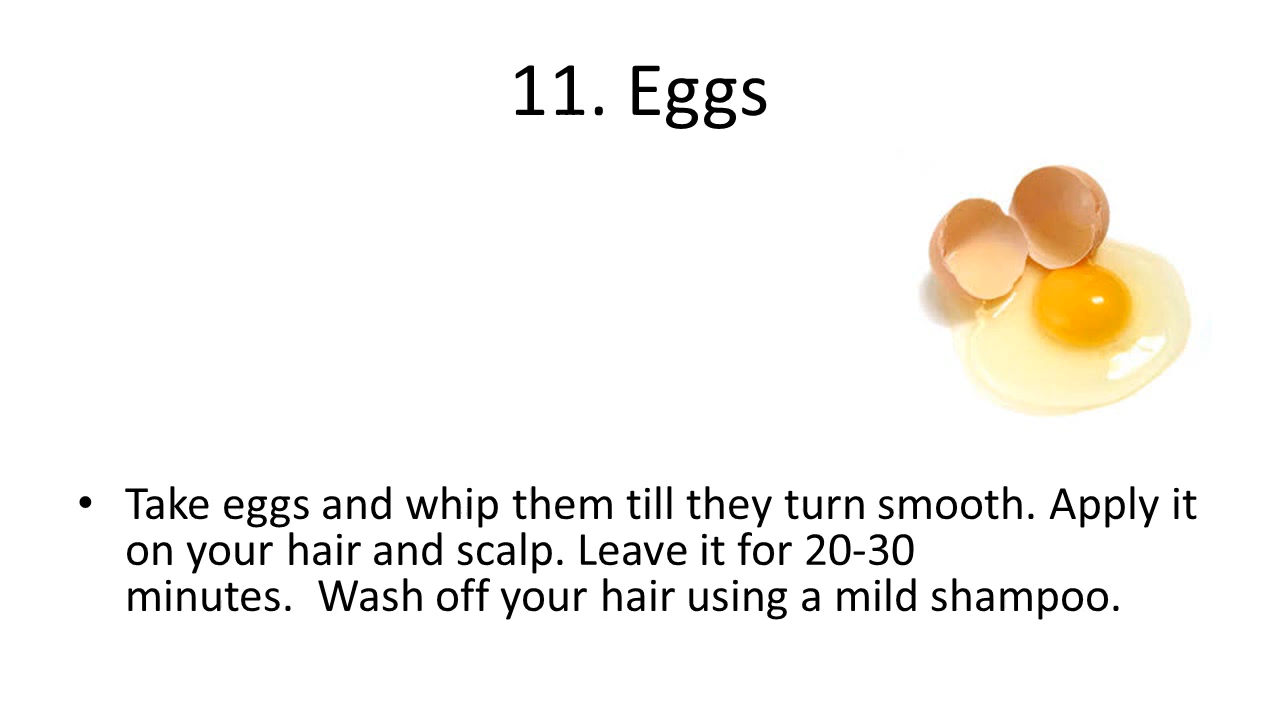 11. Eggs
• Take eggs and whip them till they turn smooth. Apply it
on your hair and scalp. Leave it for 20-30
minutes.  Wash off your hair using a mild shampoo.